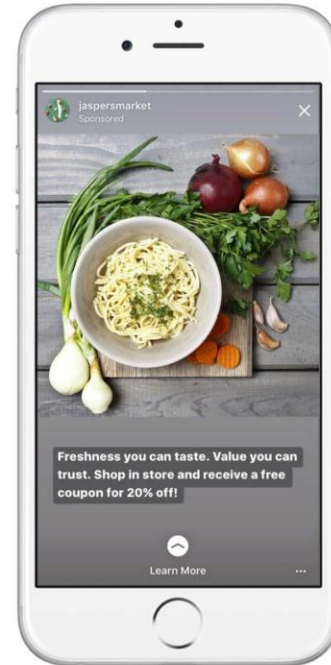 jaspersmarket
Sponsored
Freshness you can taste. Value you can
trust. Shop in store and receive a free
coupon for 20% off!
Learn More